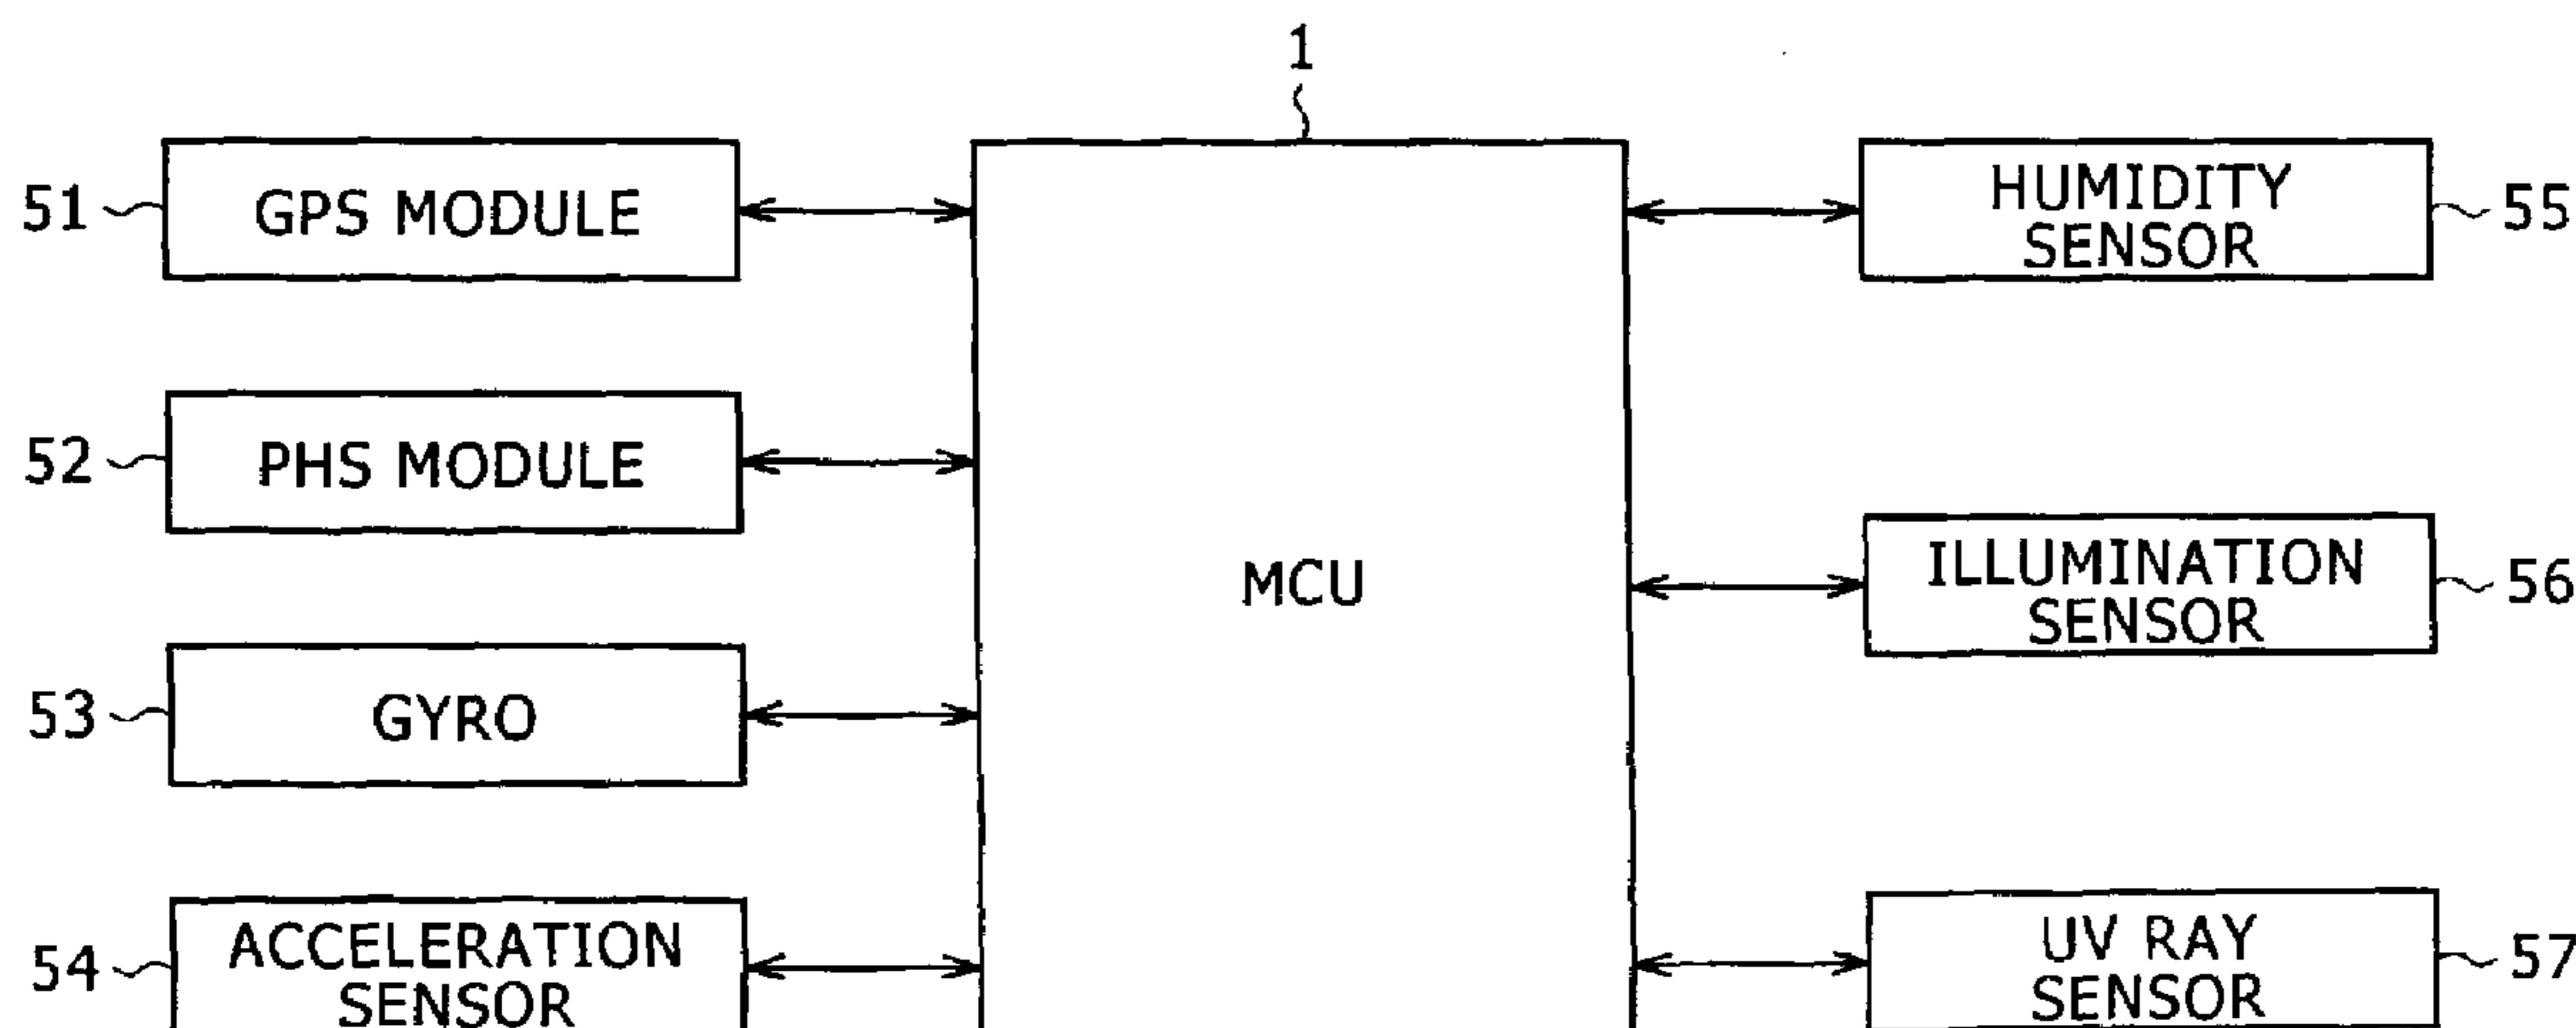 1
51
GPS MODULE
52
PHS MODULE
53
GYRO
54
ACCELERATION
SENSOR
MCU
HUMIDITY
SENSOR
55
ILLUMINATION
SENSOR
56
UV RAY
SENSOR
57